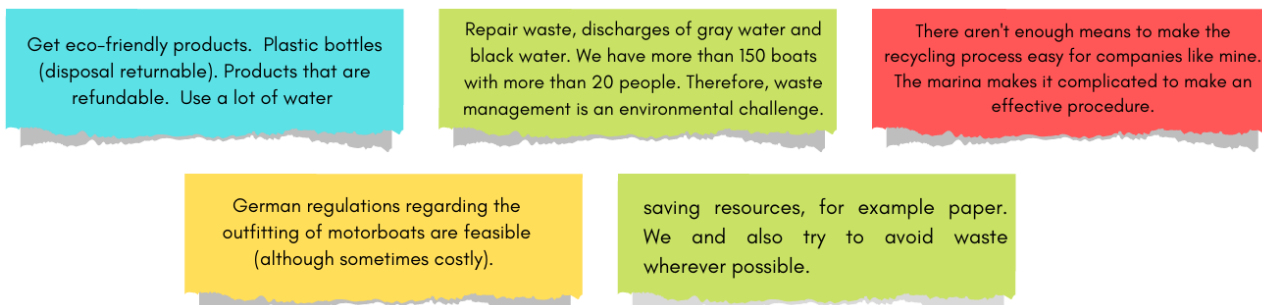 Get eco-friendly products. Plastic bottles
(disposal returnable). Products that are
refundable. Use a lot of water
Repair waste, discharges of gray water and
black water. We have more than 150 boats
with more than 20 people. Therefore, waste
management is an environmental challenge.
There aren't enough means to make the
recycling process easy for companies like mine.
The marina makes it complicated to make an
effective procedure.
German regulations regarding the
outfitting of motorboats are feasible
(although sometimes costly).
saving resources, for example paper.
We and also try to avoid waste
wherever possible.